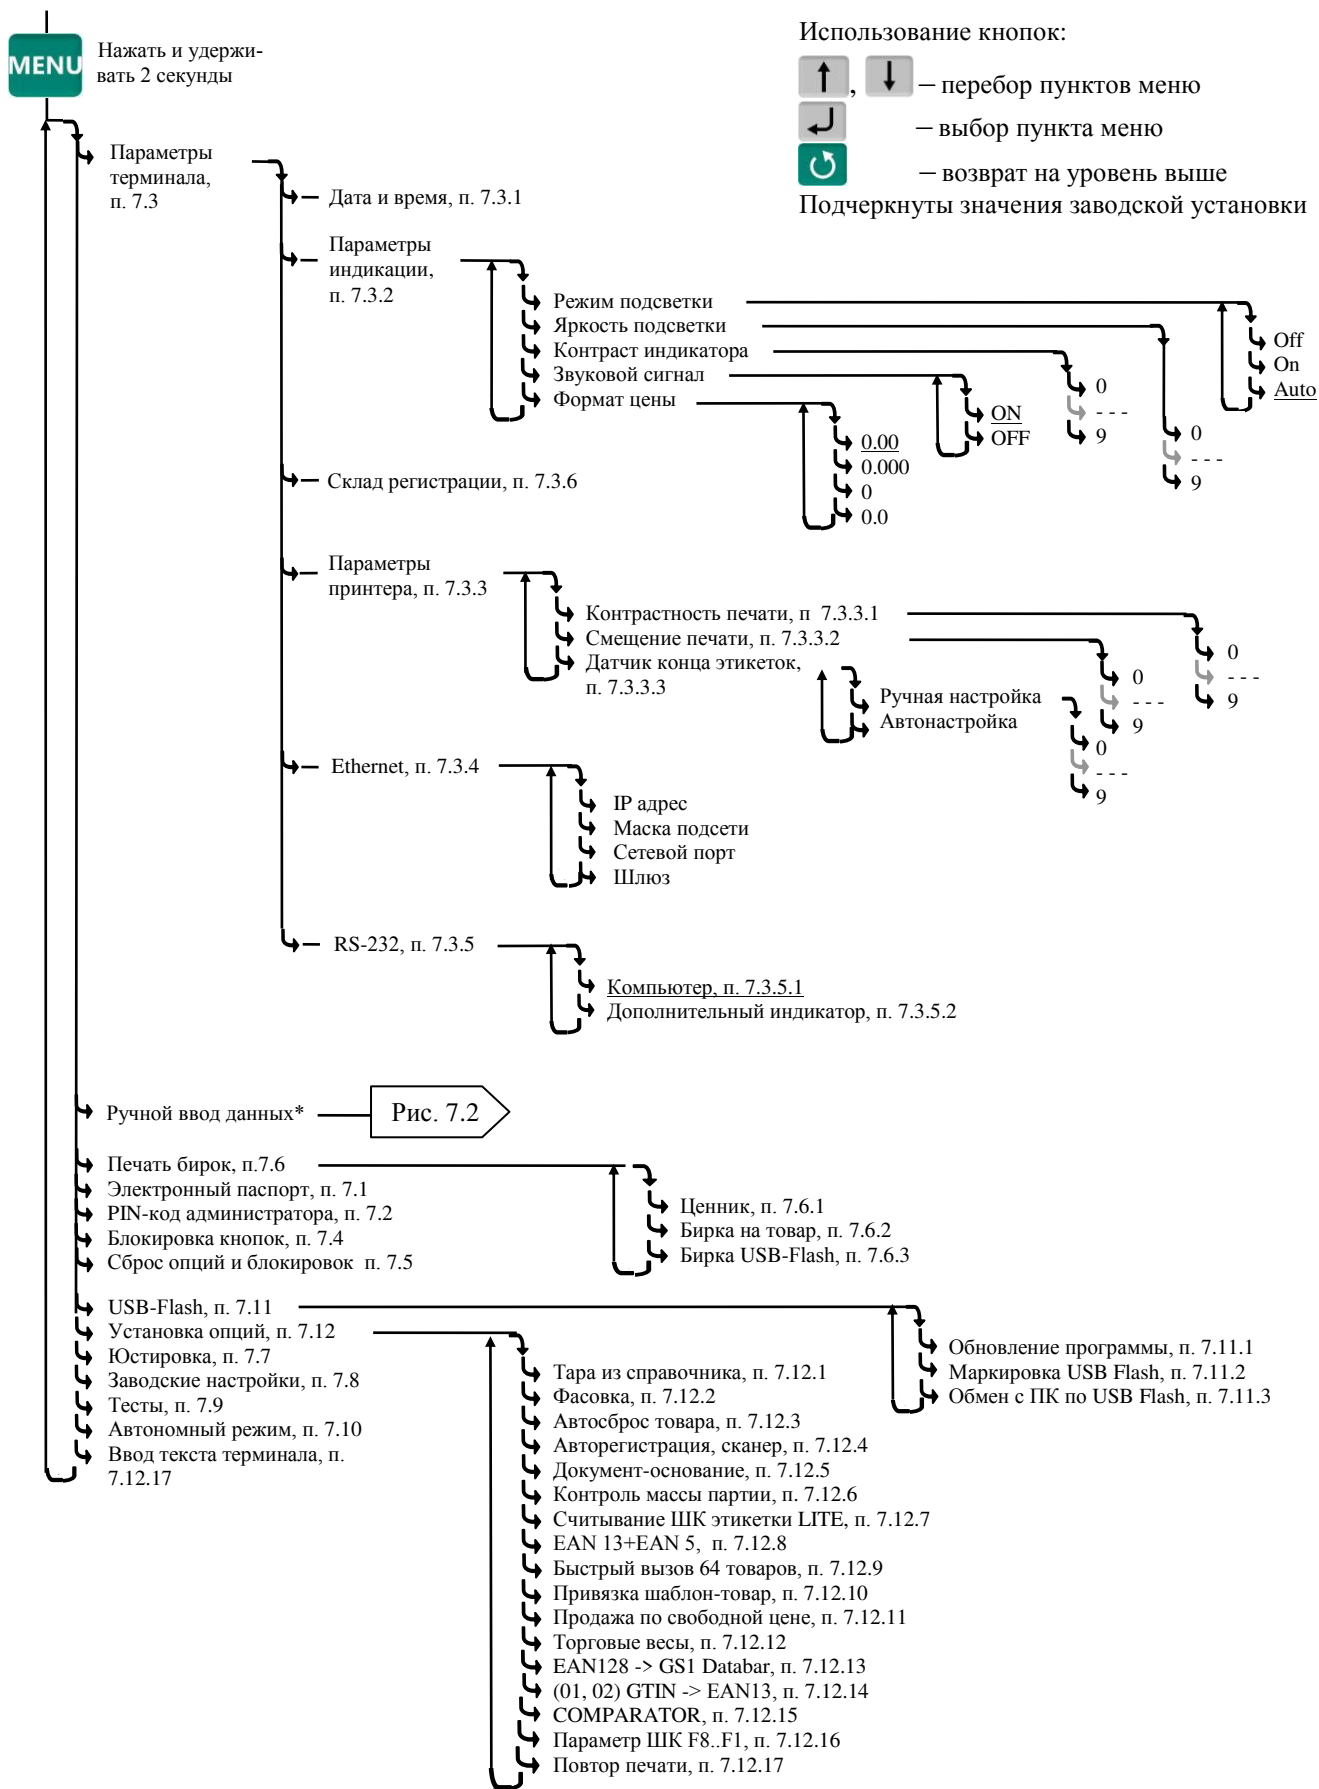 MENU
Нажать и удержи-
вать 2 секунды
Использование кнопок:
, – перебор пунктов меню
– выбор пункта меню
– возврат на уровень выше
Подчеркнуты значения заводской установки
Параметры
терминала,
п. 7.3
Дата и время, п. 7.3.1
Параметры
индикации,
п. 7.3.2
Режим подсветки
Яркость подсветки
Контраст индикатора
Звуковой сигнал
Формат цены
Off
On
Auto
0
- - -
9
0
- - -
9
ON
OFF
0.00
0.000
0
0.0
Склад регистрации, п. 7.3.6
Параметры
принтера, п. 7.3.3
Контрастность печати, п 7.3.3.1
Смещение печати, п. 7.3.3.2
Датчик конца этикеток,
п. 7.3.3.3
0
- - -
9
0
- - -
9
Ручная настройка
Автонастройка
0
- - -
9
Ethernet, п. 7.3.4
IP адрес
Маска подсети
Сетевой порт
Шлюз
RS-232, п. 7.3.5
Компьютер, п. 7.3.5.1
Дополнительный индикатор, п. 7.3.5.2
Ручной ввод данных*
Рис. 7.2
Печать бирок, п.7.6
Электронный паспорт, п. 7.1
PIN-код администратора, п. 7.2
Блокировка кнопок, п. 7.4
Сброс опций и блокировок п. 7.5
Ценник, п. 7.6.1
Бирка на товар, п. 7.6.2
Бирка USB-Flash, п. 7.6.3
USB-Flash, п. 7.11
Установка опций, п. 7.12
Юстировка, п. 7.7
Заводские настройки, п. 7.8
Тесты, п. 7.9
Автономный режим, п. 7.10
Ввод текста терминала, п.
7.12.17
Обновление программы, п. 7.11.1
Маркировка USB Flash, п. 7.11.2
Обмен с ПК по USB Flash, п. 7.11.3
Тара из справочника, п. 7.12.1
Фасовка, п. 7.12.2
Автосброс товара, п. 7.12.3
Авторегистрация, сканер, п. 7.12.4
Документ-основание, п. 7.12.5
Контроль массы партии, п. 7.12.6
Считывание ШК этикетки LITE, п. 7.12.7
EAN 13+EAN 5, п. 7.12.8
Быстрый вызов 64 товаров, п. 7.12.9
Привязка шаблон-товар, п. 7.12.10
Продажа по свободной цене, п. 7.12.11
Торговые весы, п. 7.12.12
EAN128 -> GS1 Databar, п. 7.12.13
(01, 02) GTIN -> EAN13, п. 7.12.14
COMPARATOR, п. 7.12.15
Параметр ШК F8..F1, п. 7.12.16
Повтор печати, п. 7.12.17